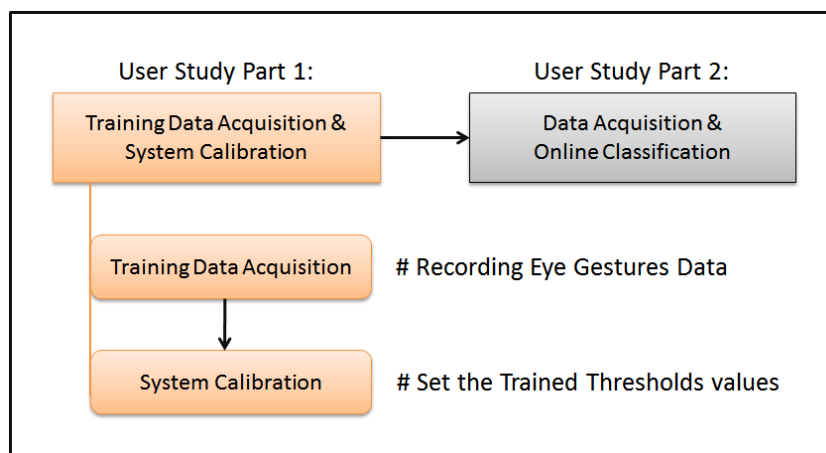 User Study Part 1:
User Study Part 2:
Training Data Acquisition &
System Calibration
Data Acquisition &
Online Classification
Training Data Acquisition
# Recording Eye Gestures Data
System Calibration
# Set the Trained Thresholds values